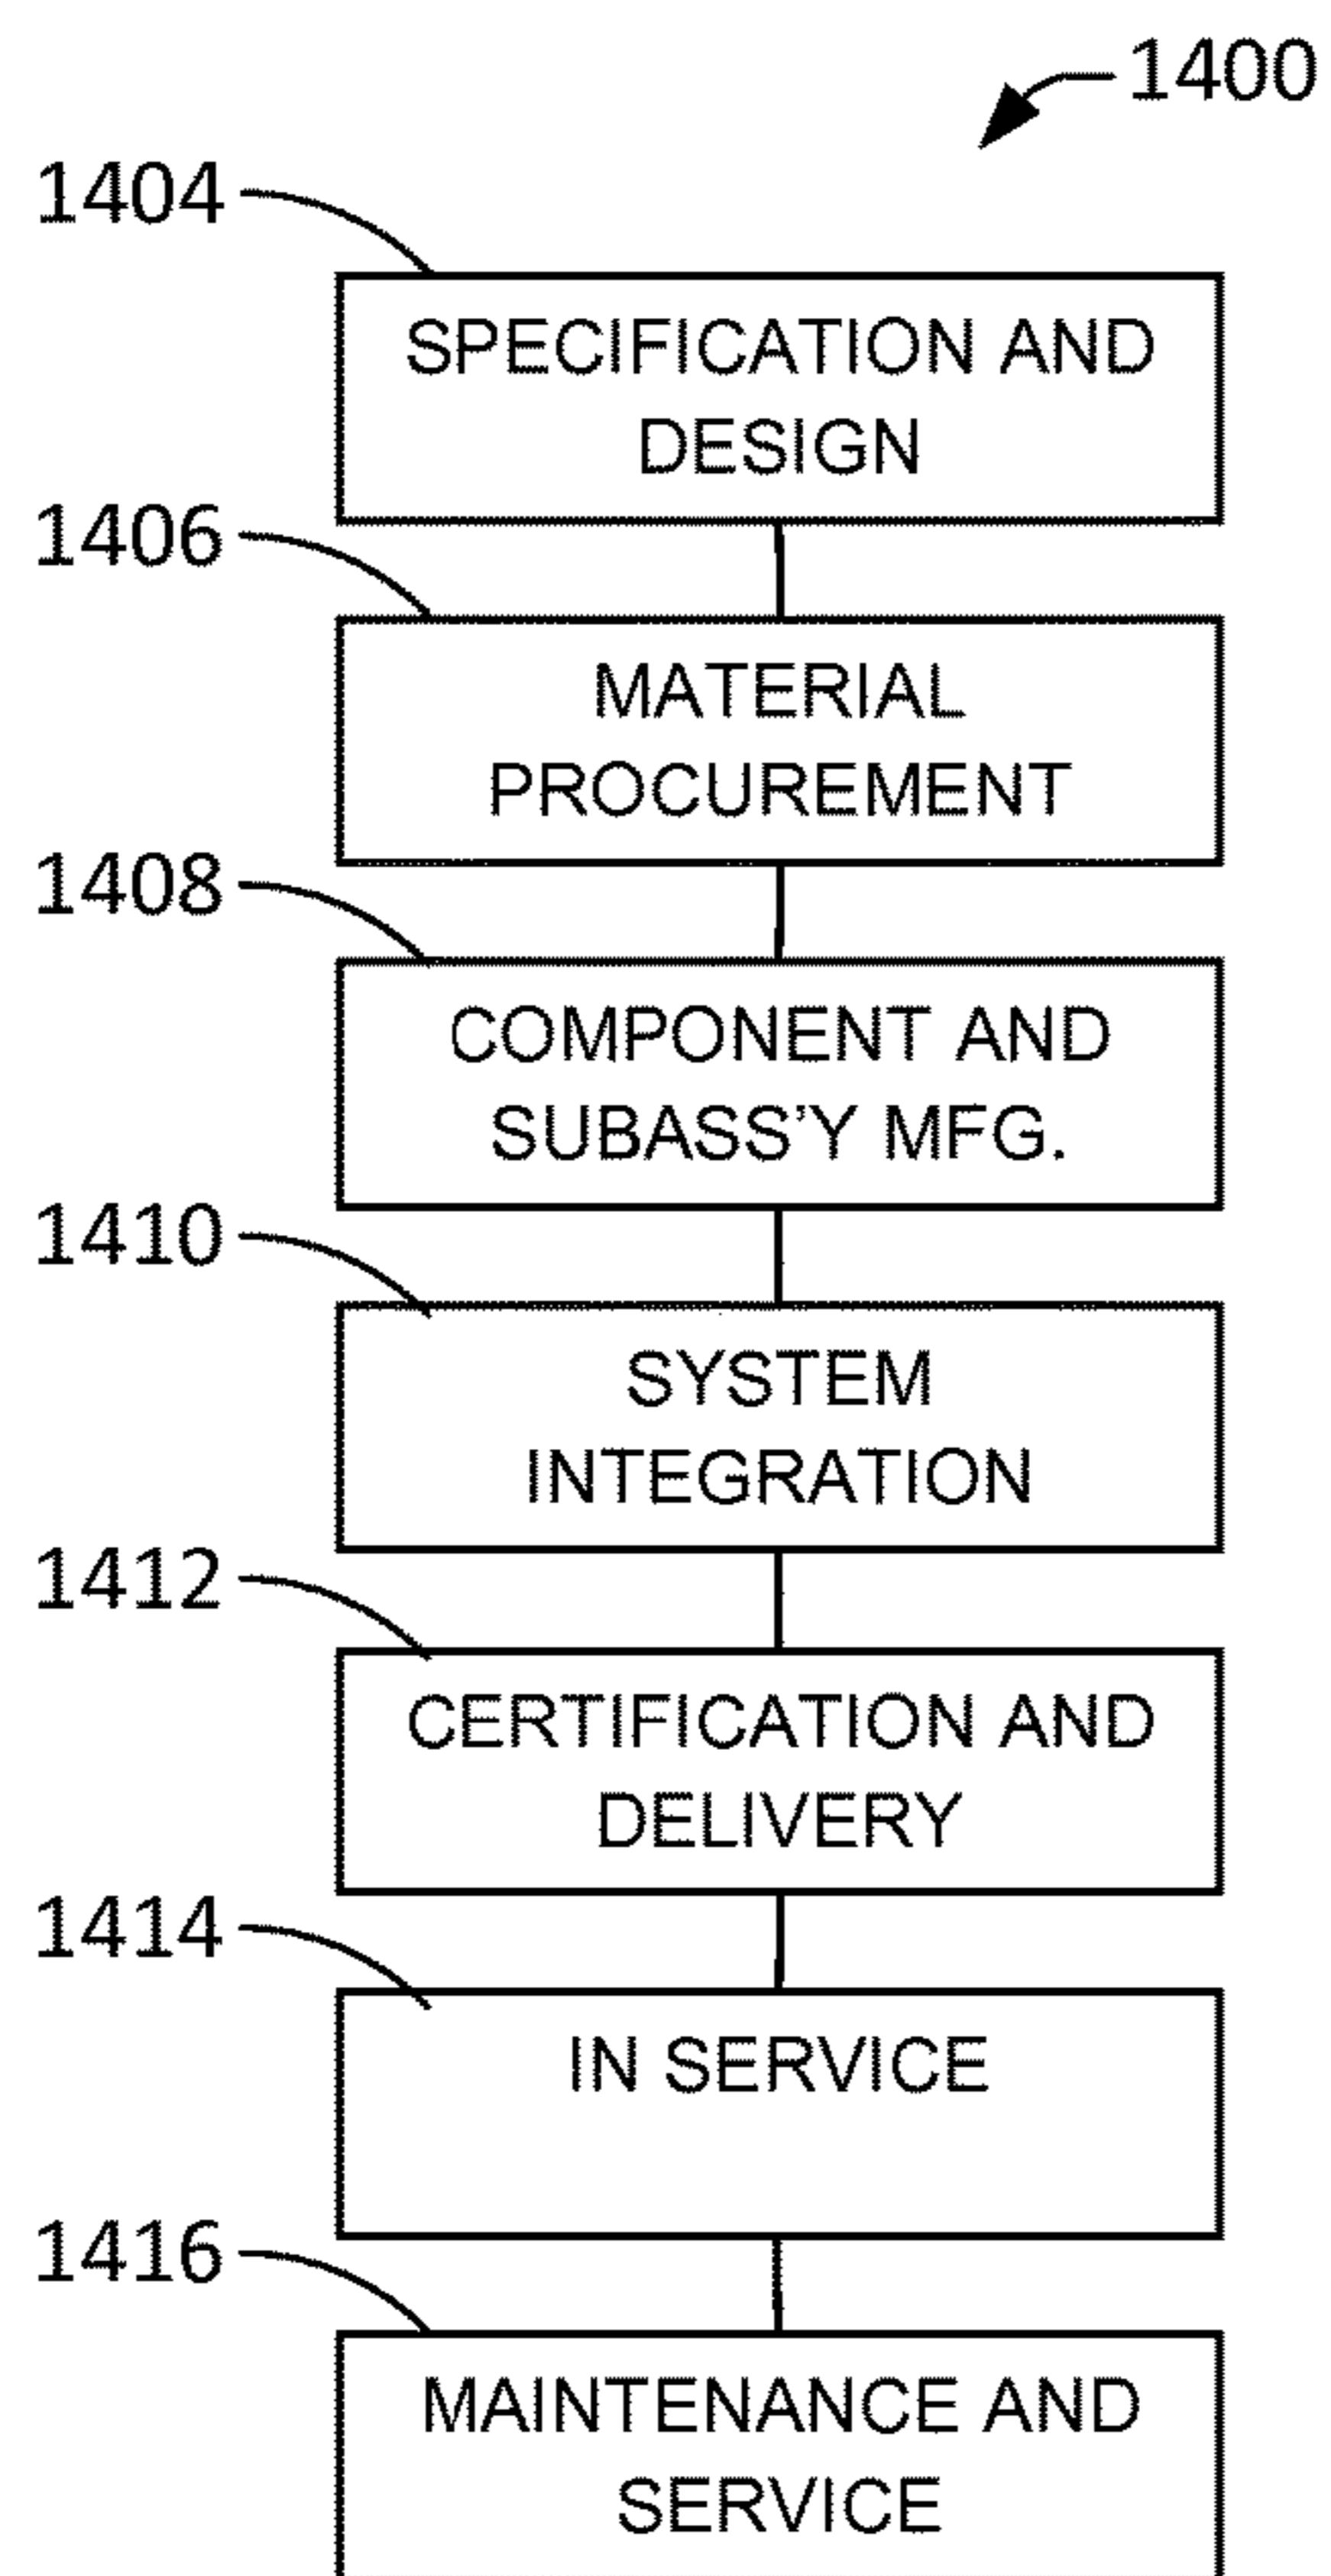 1400
1404
SPECIFICATION AND
DESIGN
1406
MATERIAL
PROCUREMENT
1408
COMPONENT AND
SUBASS'Y MFG.
1410
SYSTEM
INTEGRATION
1412
CERTIFICATION AND
DELIVERY
1414
IN SERVICE
1416
MAINTENANCE AND
SERVICE